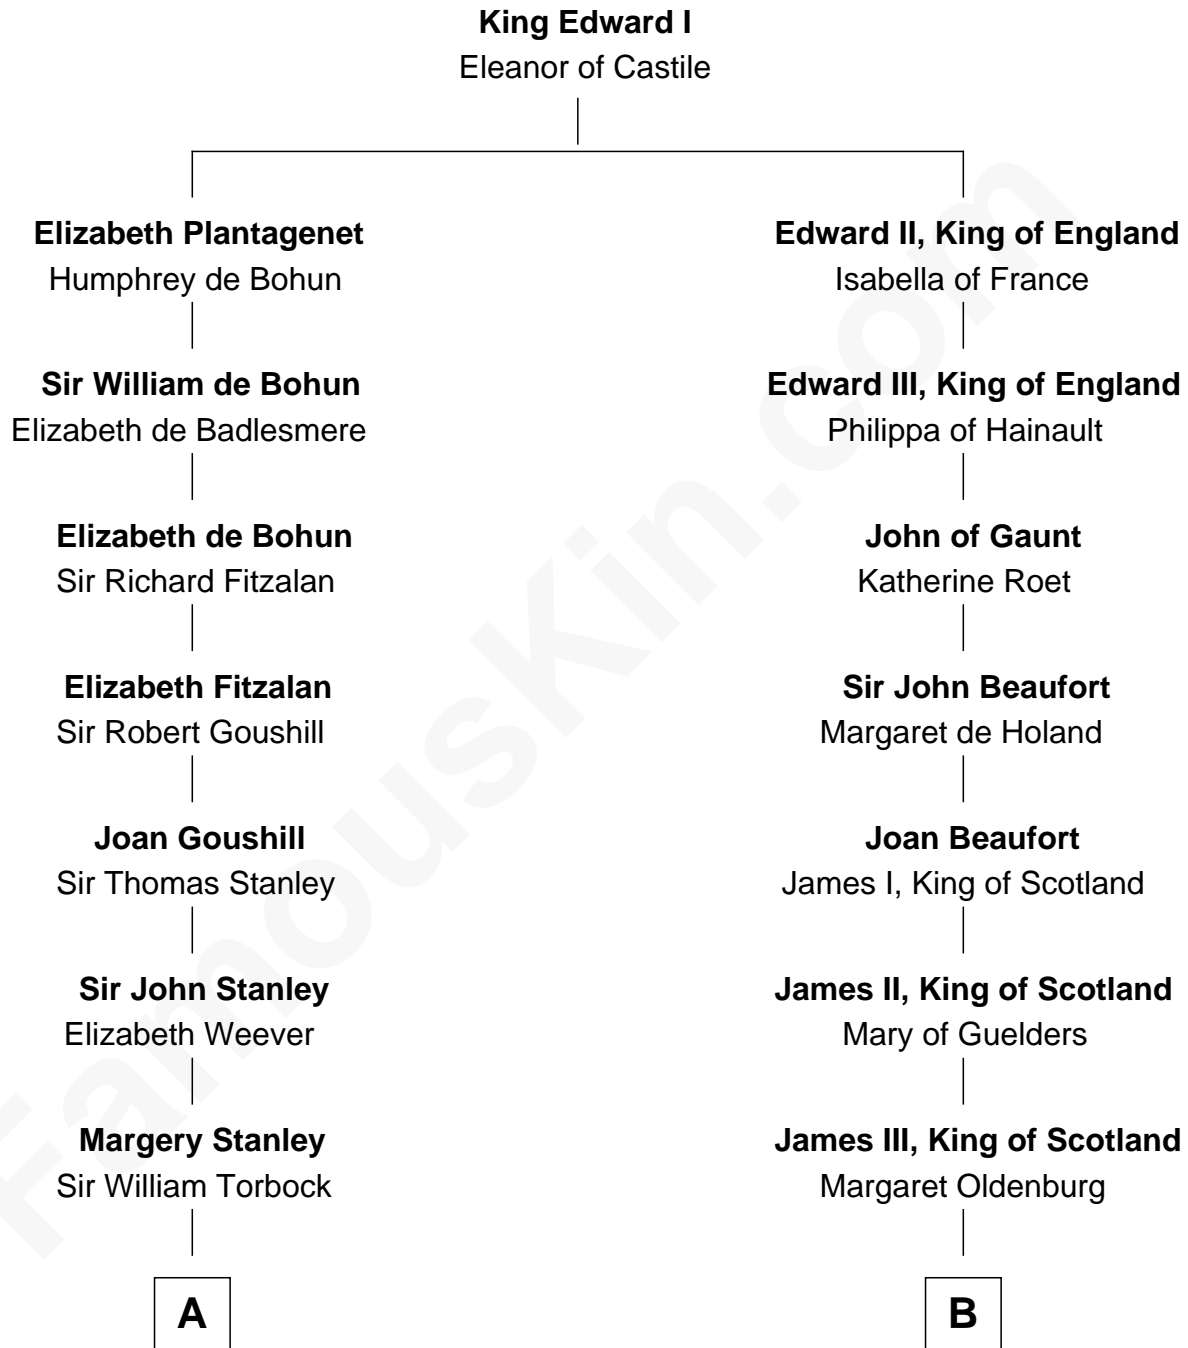 King Edward I
Eleanor of Castile
Elizabeth Plantagenet
Humphrey de Bohun
Edward II, King of England
Isabella of France
Sir William de Bohun
Elizabeth de Badlesmere
Edward III, King of England
Philippa of Hainault
Elizabeth de Bohun
Sir Richard Fitzalan
John of Gaunt
Katherine Roet
Elizabeth Fitzalan
Sir Robert Goushill
Sir John Beaufort
Margaret de Holand
Joan Goushill
Sir Thomas Stanley
Joan Beaufort
James I, King of Scotland
Sir John Stanley
Elizabeth Weever
James II, King of Scotland
Mary of Guelders
Margery Stanley
Sir William Torbock
James III, King of Scotland
Margaret Oldenburg
A
B
FamousKin.com